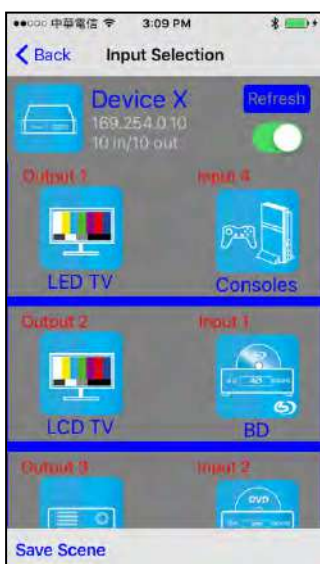 中華電信 3:09 PM
Back Input Selection
Device X Refresh
169.254.0.10
10 in/10 out
Output 1 Input 4
LED TV Consoles
Output 2 Input 1
BD
LCD TV BD
Output 3 Input 2
DVD
Save Scene